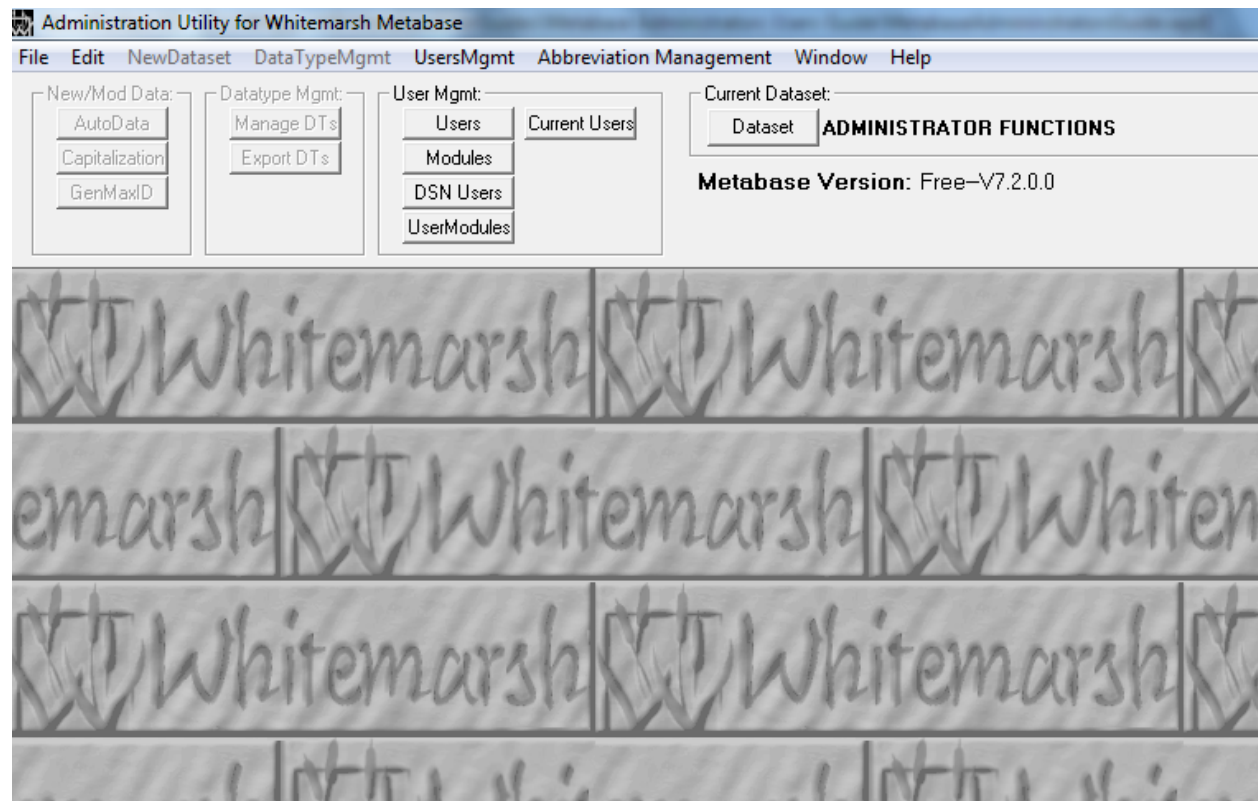 Administration Utility for Whitemarsh Metabase
File Edit NewDataset DataTypeMgmt UsersMgmt Abbreviation Management Window Help
New/Mod Data: Datatype Mgmt: User Mgmt: Current Dataset:
AutoData Manage DTs Users Current Users Dataset ADMINISTRATOR FUNCTIONS
Capitalization Export DTs Modules
Metabase Version: Free-V7.2.0.0
GenMaxID DSN Users
UserModules
Whitemarsh Whitemarsh
emarsh Whitemarsh Whitem
Whitemarsh Whitemarsh